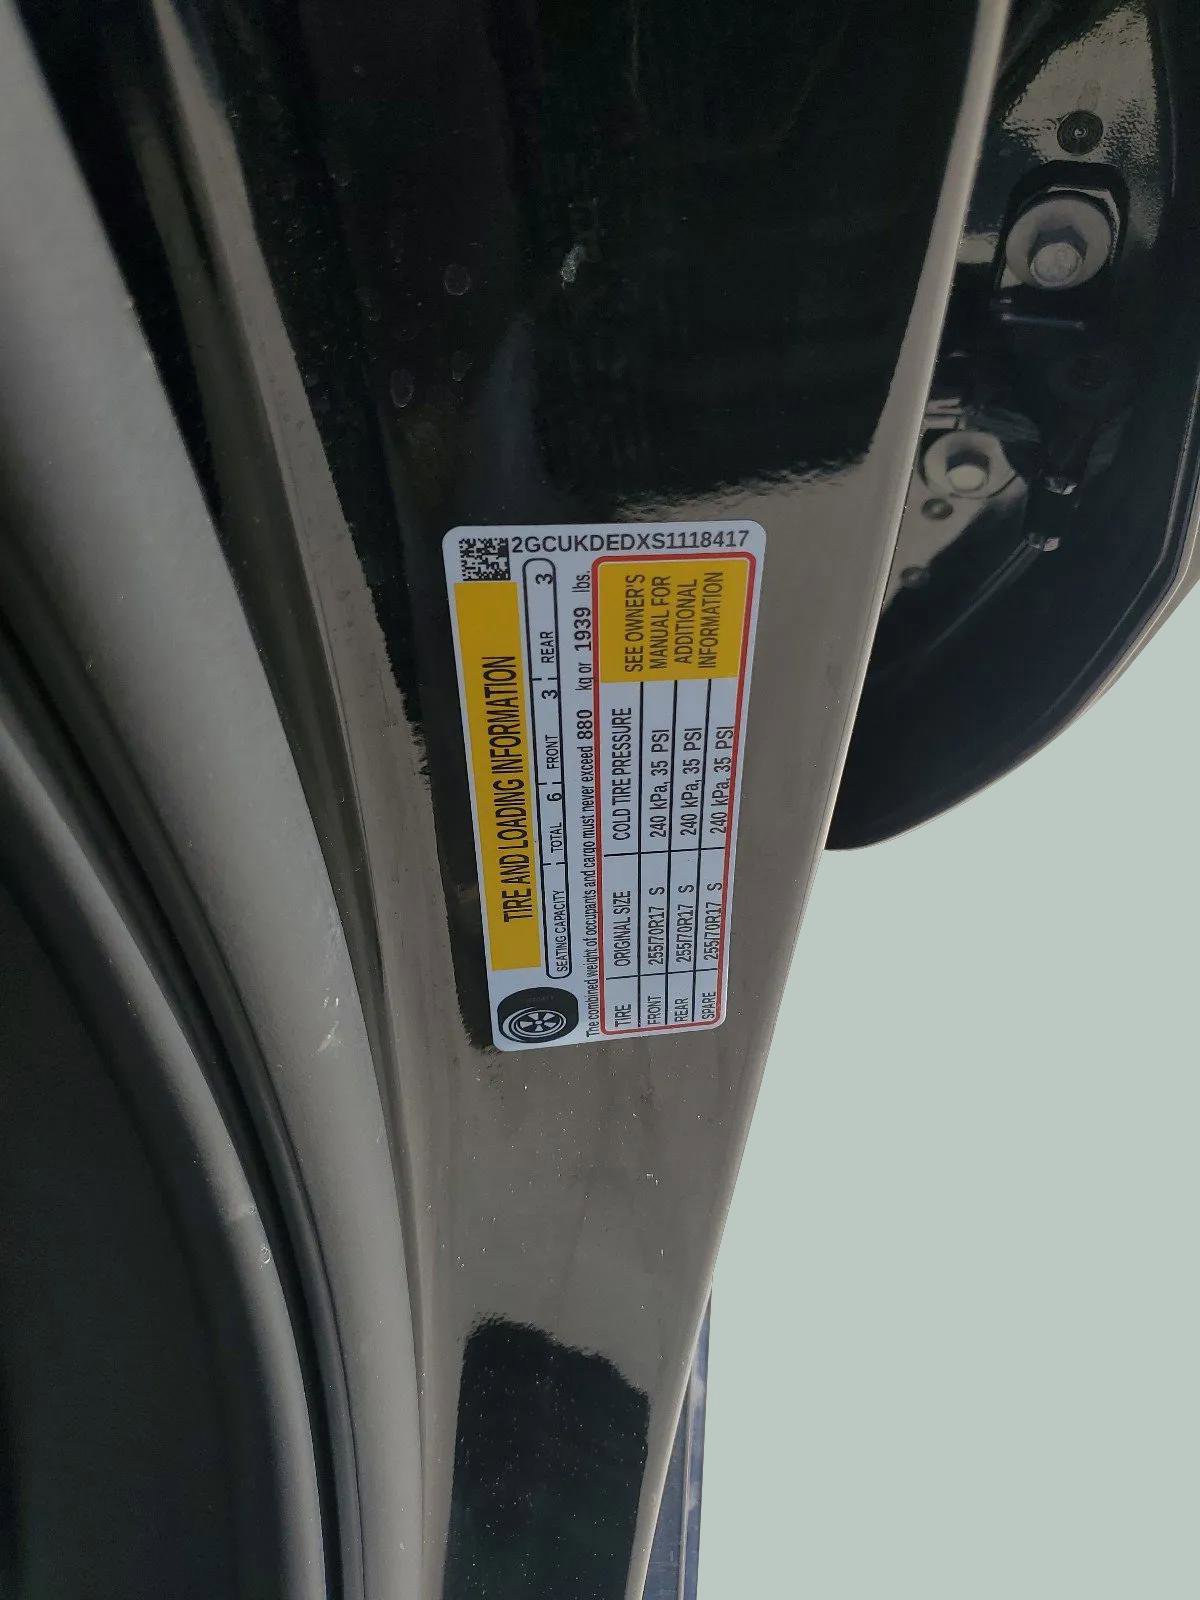 2GCUKDEDXS1118417
TIRE AND LOADING INFORMATION
SEATING CAPACITY TOTAL 6 FRONT 3 REAR 3
The combined weight of occupants and cargo must never exceed 880 kg or 1939 lbs.
TIRE ORIGINAL SIZE COLD TIRE PRESSURE
FRONT 255/70R17 S 240 kPa, 35 PSI
REAR 255/70R17 S 240 kPa, 35 PSI
SPARE 255/70R17 S 240 kPa, 35 PSI
SEE OWNER'S
MANUAL FOR
ADDITIONAL
INFORMATION